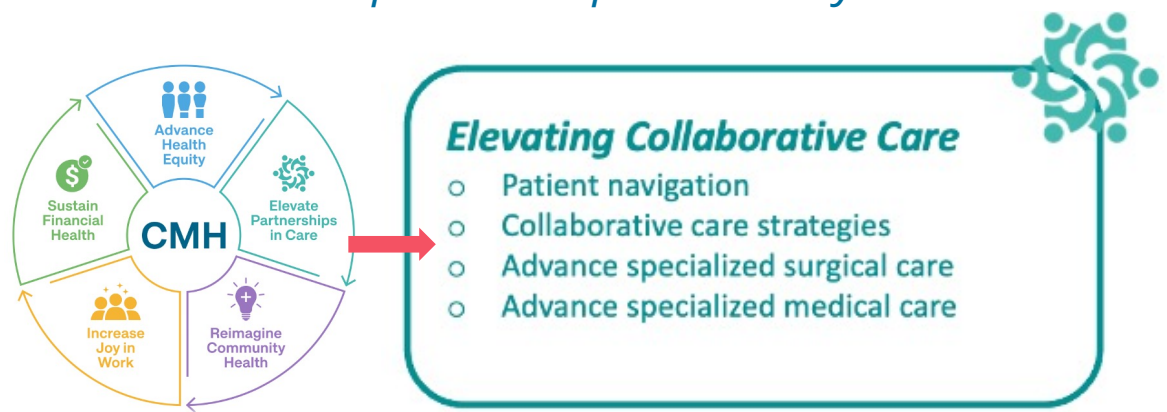 Advance
Health
Equity
Elevate
Partnerships
in Care
Reimagine
Community
Health
Increase
Joy in
Work
Sustain
Financial
Health
$
CMH
Elevating Collaborative Care
o Patient navigation
o Collaborative care strategies
o Advance specialized surgical care
o Advance specialized medical care